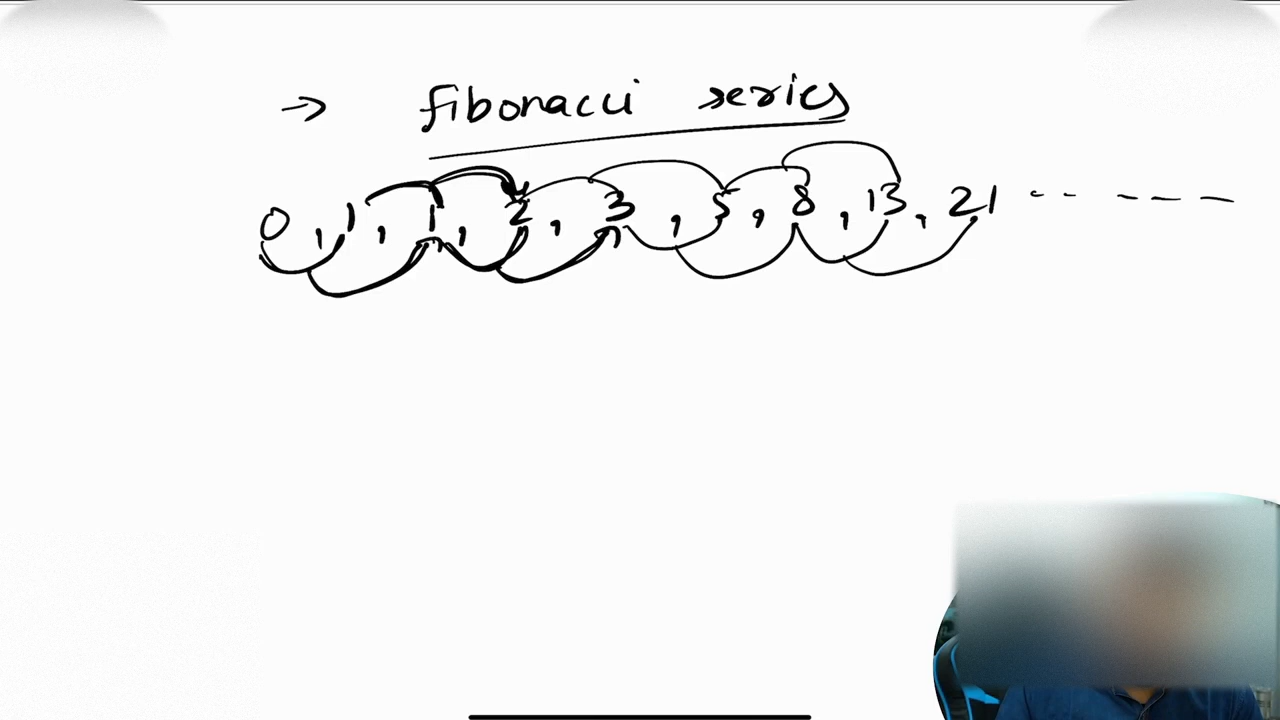 → fibonacci series
0, 1, 1, 2, 3, 5, 8, 13, 21 -- ----